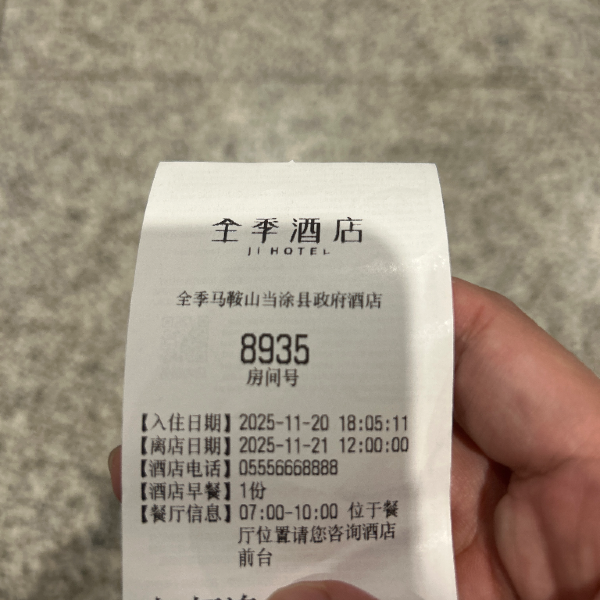 全季酒店
JI HOTEL
全季马鞍山当涂县政府酒店
8935
房间号
【入住日期】2025-11-20 18:05:11
【离店日期】2025-11-21 12:00:00
【酒店电话】05556668888
【酒店早餐】1份
【餐厅信息】07:00-10:00 位于餐
厅位置请您咨询酒店
前台